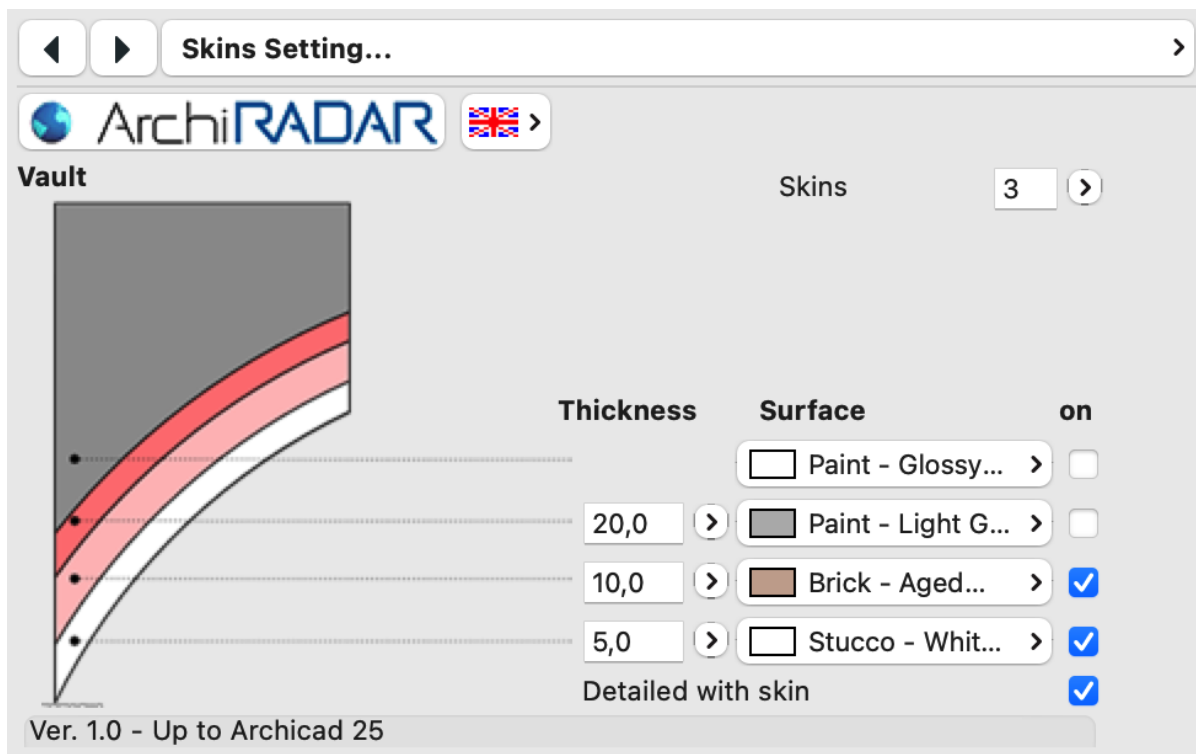 Skins Setting...
ArchiRADAR
Vault
Skins 3
Thickness Surface on
Paint - Glossy...
20,0 Paint - Light G...
10,0 Brick - Aged...
5,0 Stucco - Whit...
Detailed with skin
Ver. 1.0 - Up to Archicad 25